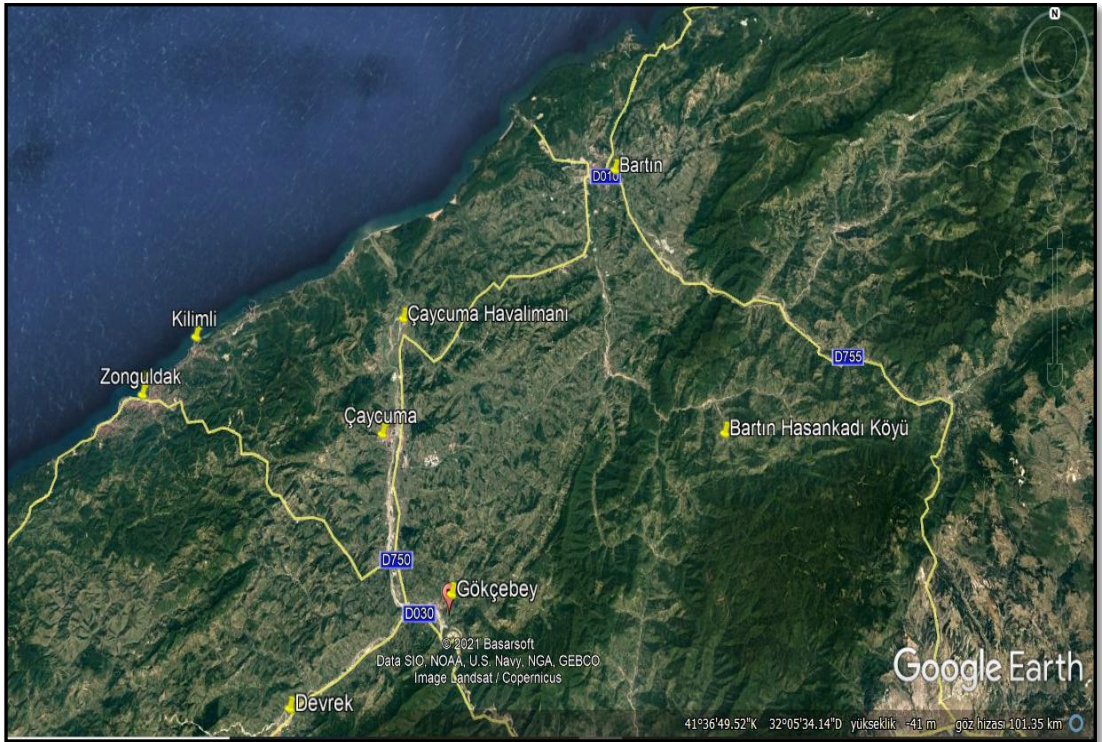 N
Bartın
D010
Çaycuma Havalimanı
Kilimli
D755
Zonguldak
Çaycuma
Bartın Hasankadı Köyü
D750
Gökçebey
D030
© 2021 Basarsoft
Data SIO, NOAA, U.S. Navy, NGA, GEBCO
Image Landsat / Copernicus
Google Earth
Devrek
41°36'49.52"K 32°05'34.14"D yükseklik -41 m göz hizası 101.35 km